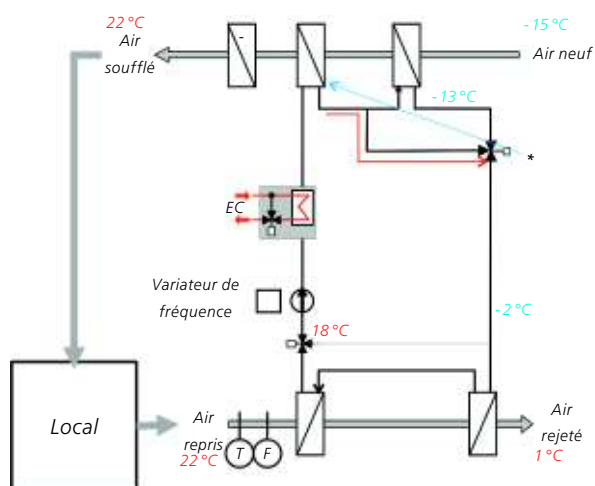 22°C
Air
soufflé
-
-15°C
Air neuf
-13°C
*
EC
Variateur de
fréquence
18°C
-2°C
Local
Air
repris
22°C
T
F
Air
rejeté
1°C